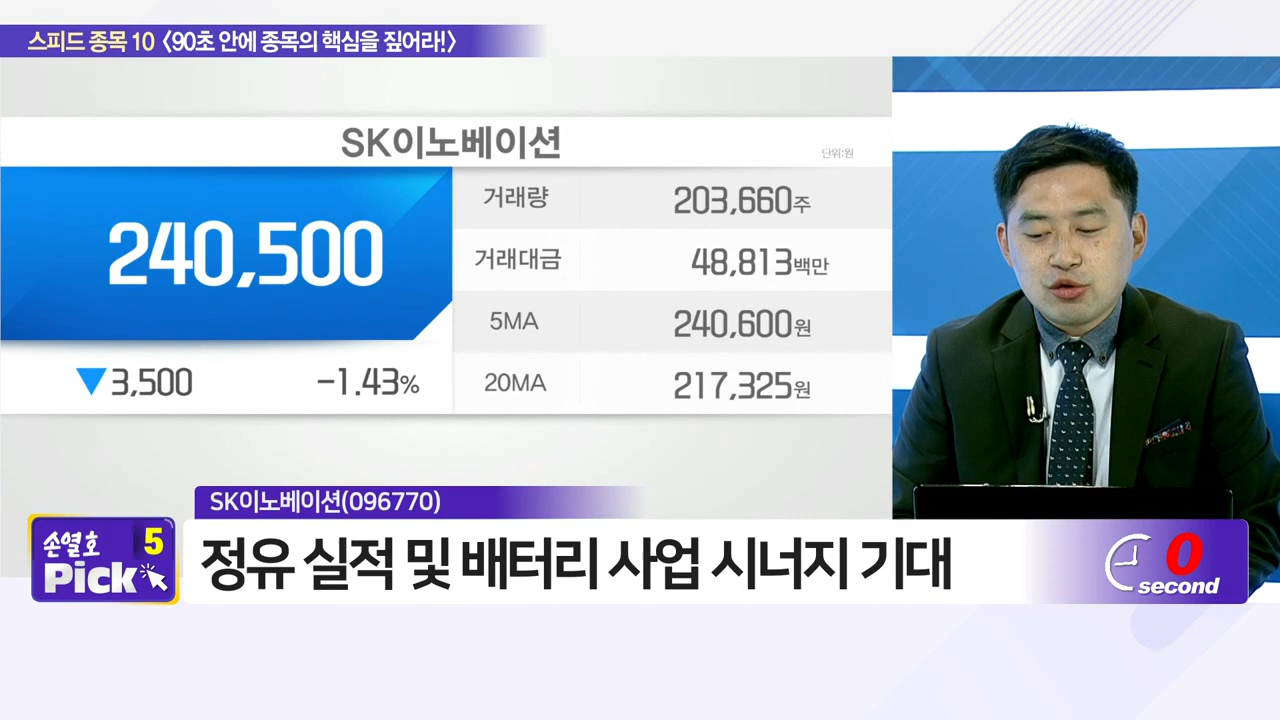 스피드 종목 10 <90초 안에 종목의 핵심을 짚어라!>
SK이노베이션
단위:원
240,500
▼3,500 -1.43%
거래량 203,660주
거래대금 48,813백만
5MA 240,600원
20MA 217,325원
SK이노베이션(096770)
손열호 5
Pick
정유 실적 및 배터리 사업 시너지 기대
0
second